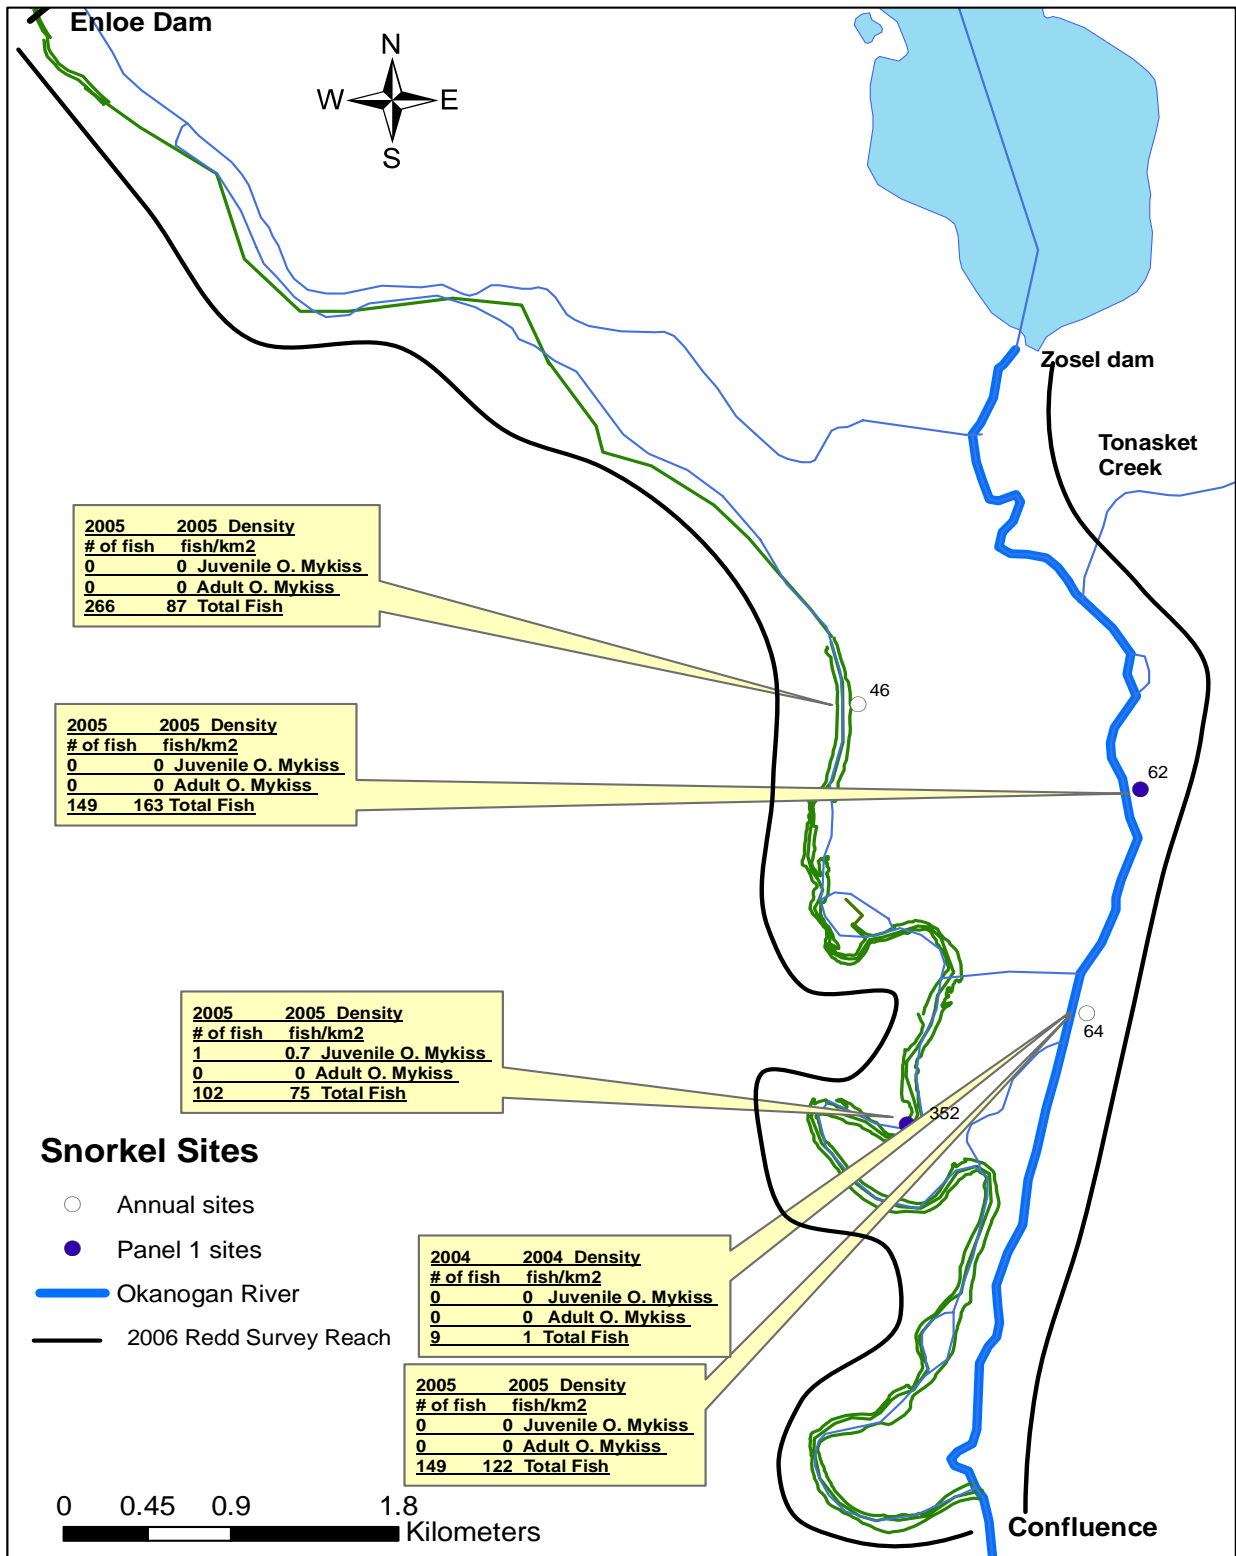 Enloe Dam
N
W E
S
Zosel dam
Tonasket
Creek
2005 2005 Density
# of fish fish/km2
0 0 Juvenile O. Mykiss
0 0 Adult O. Mykiss
266 87 Total Fish
46
2005 2005 Density
# of fish fish/km2
0 0 Juvenile O. Mykiss
0 0 Adult O. Mykiss
149 163 Total Fish
62
2005 2005 Density
# of fish fish/km2
1 0.7 Juvenile O. Mykiss
0 0 Adult O. Mykiss
102 75 Total Fish
64
352
Snorkel Sites
Annual sites
Panel 1 sites
Okanogan River
2006 Redd Survey Reach
2004 2004 Density
# of fish fish/km2
0 0 Juvenile O. Mykiss
0 0 Adult O. Mykiss
9 1 Total Fish
2005 2005 Density
# of fish fish/km2
0 0 Juvenile O. Mykiss
0 0 Adult O. Mykiss
149 122 Total Fish
0 0.45 0.9 1.8
Kilometers
Confluence